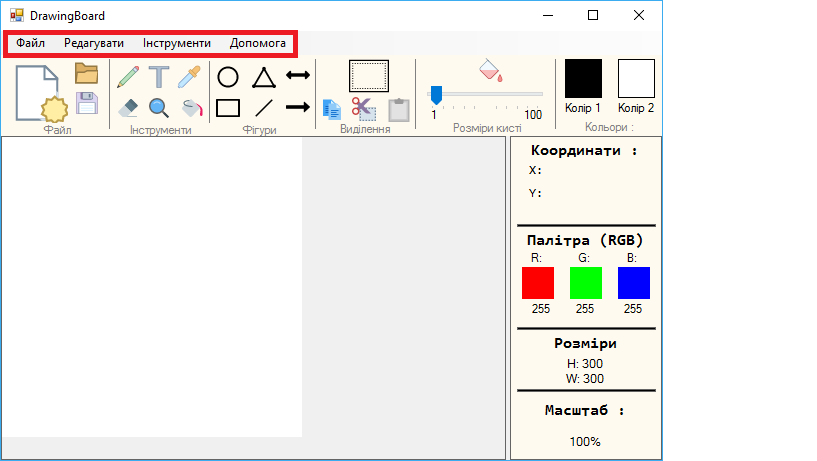 DrawingBoard
Файл Редагувати Інструменти Допомога
1 100
Колір 1 Колір 2
Файл Інструменти Фігури Виділення Розміри кисті Кольори :
Координати :
X:
Y:
Палітра (RGB)
R: G: B:
255 255 255
Розміри
H: 300
W: 300
Масштаб :
100%